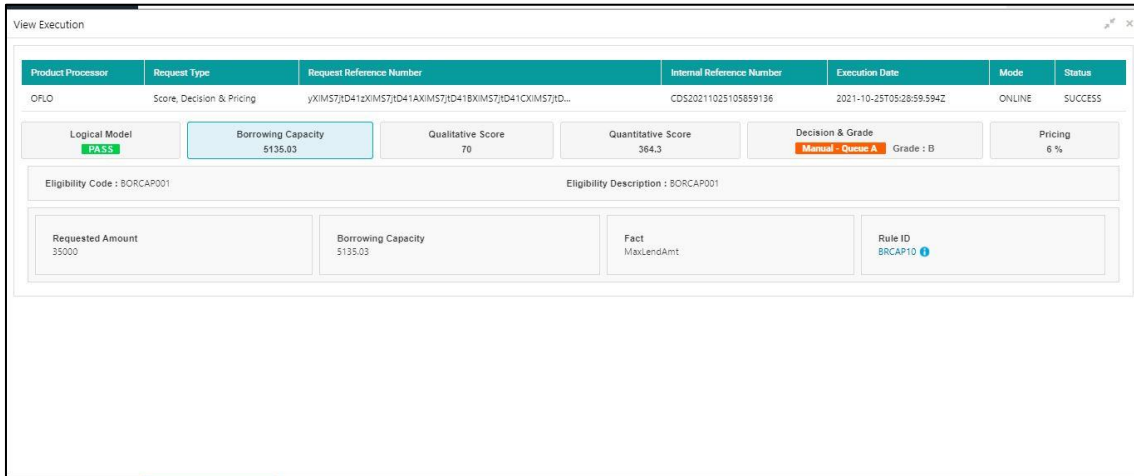 View Execution
Product Processor Request Type Request Reference Number Internal Reference Number Execution Date Mode Status
OFLO Score, Decision & Pricing yXIMS7jtD41zXIMS7jtD41AXIMS7jtD41BXIMS7jtD41CXIMS7jtD... CDS20211025105859136 2021-10-25T05:28:59.594Z ONLINE SUCCESS
Logical Model Borrowing Capacity Qualitative Score Quantitative Score Decision & Grade Pricing
PASS 5135.03 70 364.3 Manual - Queue A Grade : B 6 %
Eligibility Code : BORCAP001 Eligibility Description : BORCAP001
Requested Amount Borrowing Capacity Fact Rule ID
35000 5135.03 MaxLendAmt BRCAP10